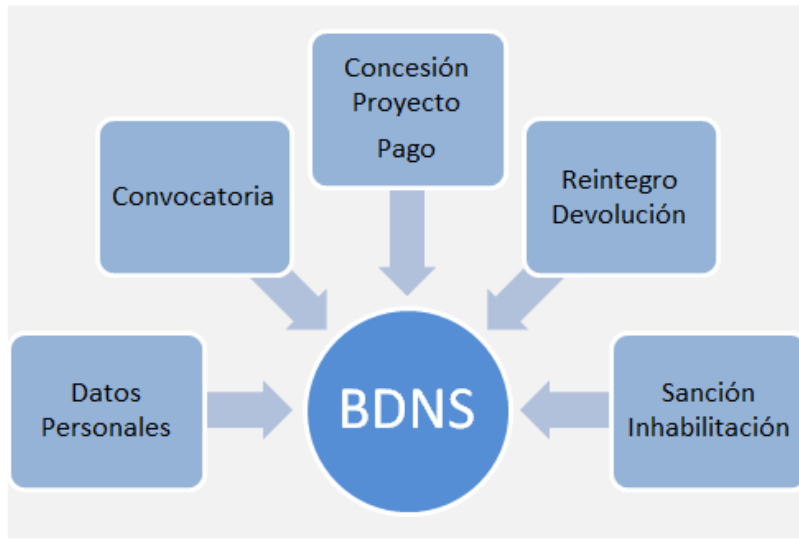 Concesión
Proyecto
Pago
Convocatoria
Reintegro
Devolución
Datos
Personales
BDNS
Sanción
Inhabilitación